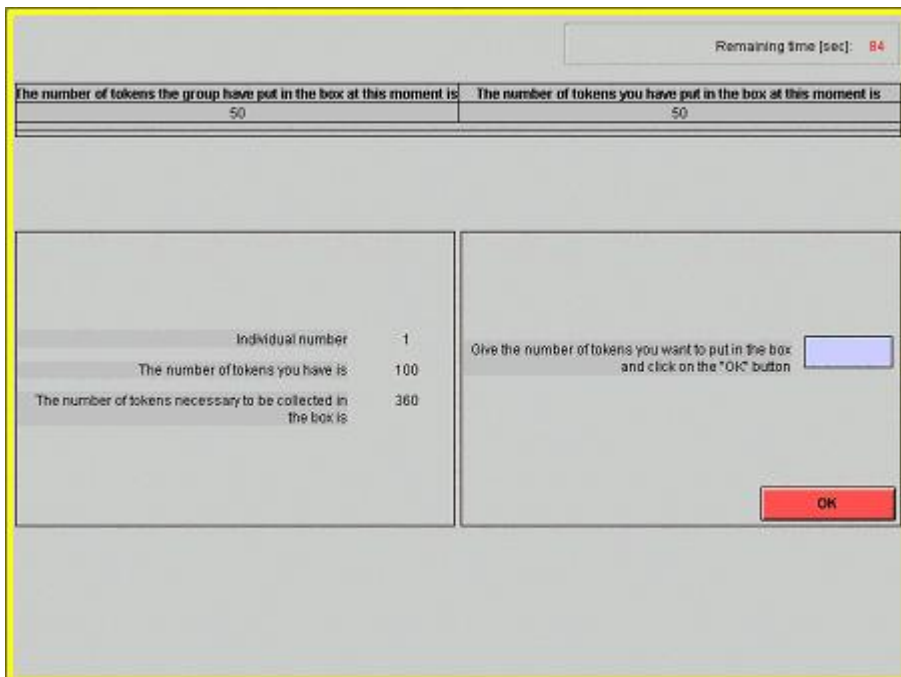 Remaining time [sec]: 84
The number of tokens the group have put in the box at this moment is
The number of tokens you have put in the box at this moment is
50
50
Individual number 1
The number of tokens you have is 100
The number of tokens necessary to be collected in
the box is 360
Give the number of tokens you want to put in the box
and click on the "OK" button
OK